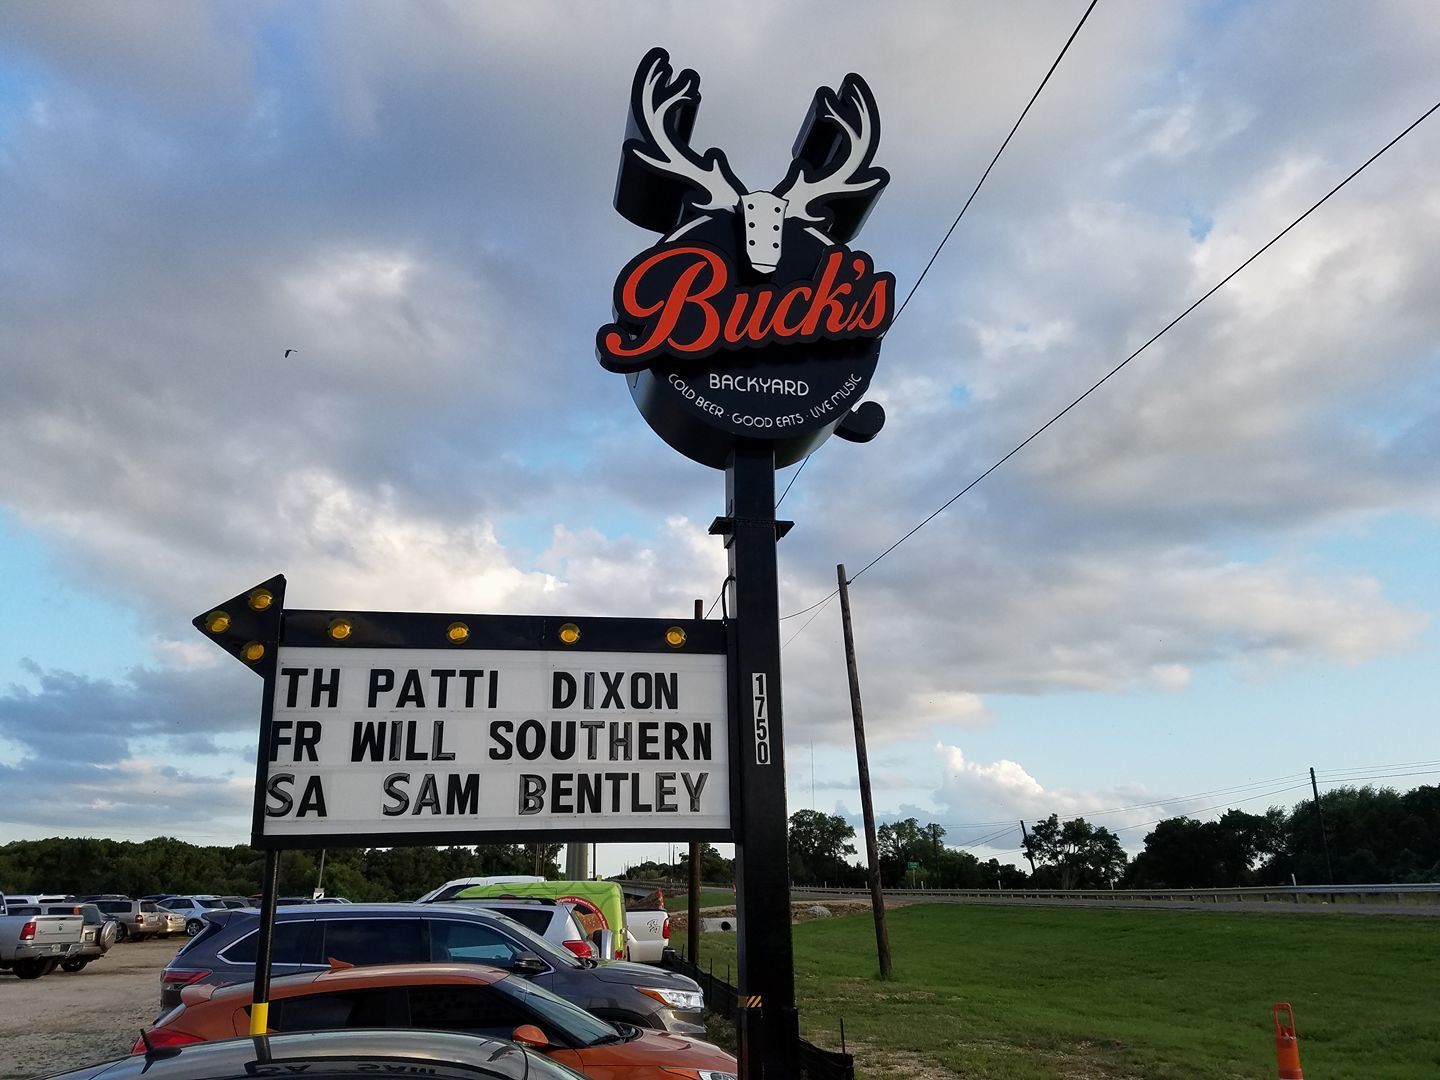 Buck's
BACKYARD
COLD BEER · GOOD EATS · LIVE MUSIC
TH PATTI DIXON
FR WILL SOUTHERN
SA SAM BENTLEY
1750